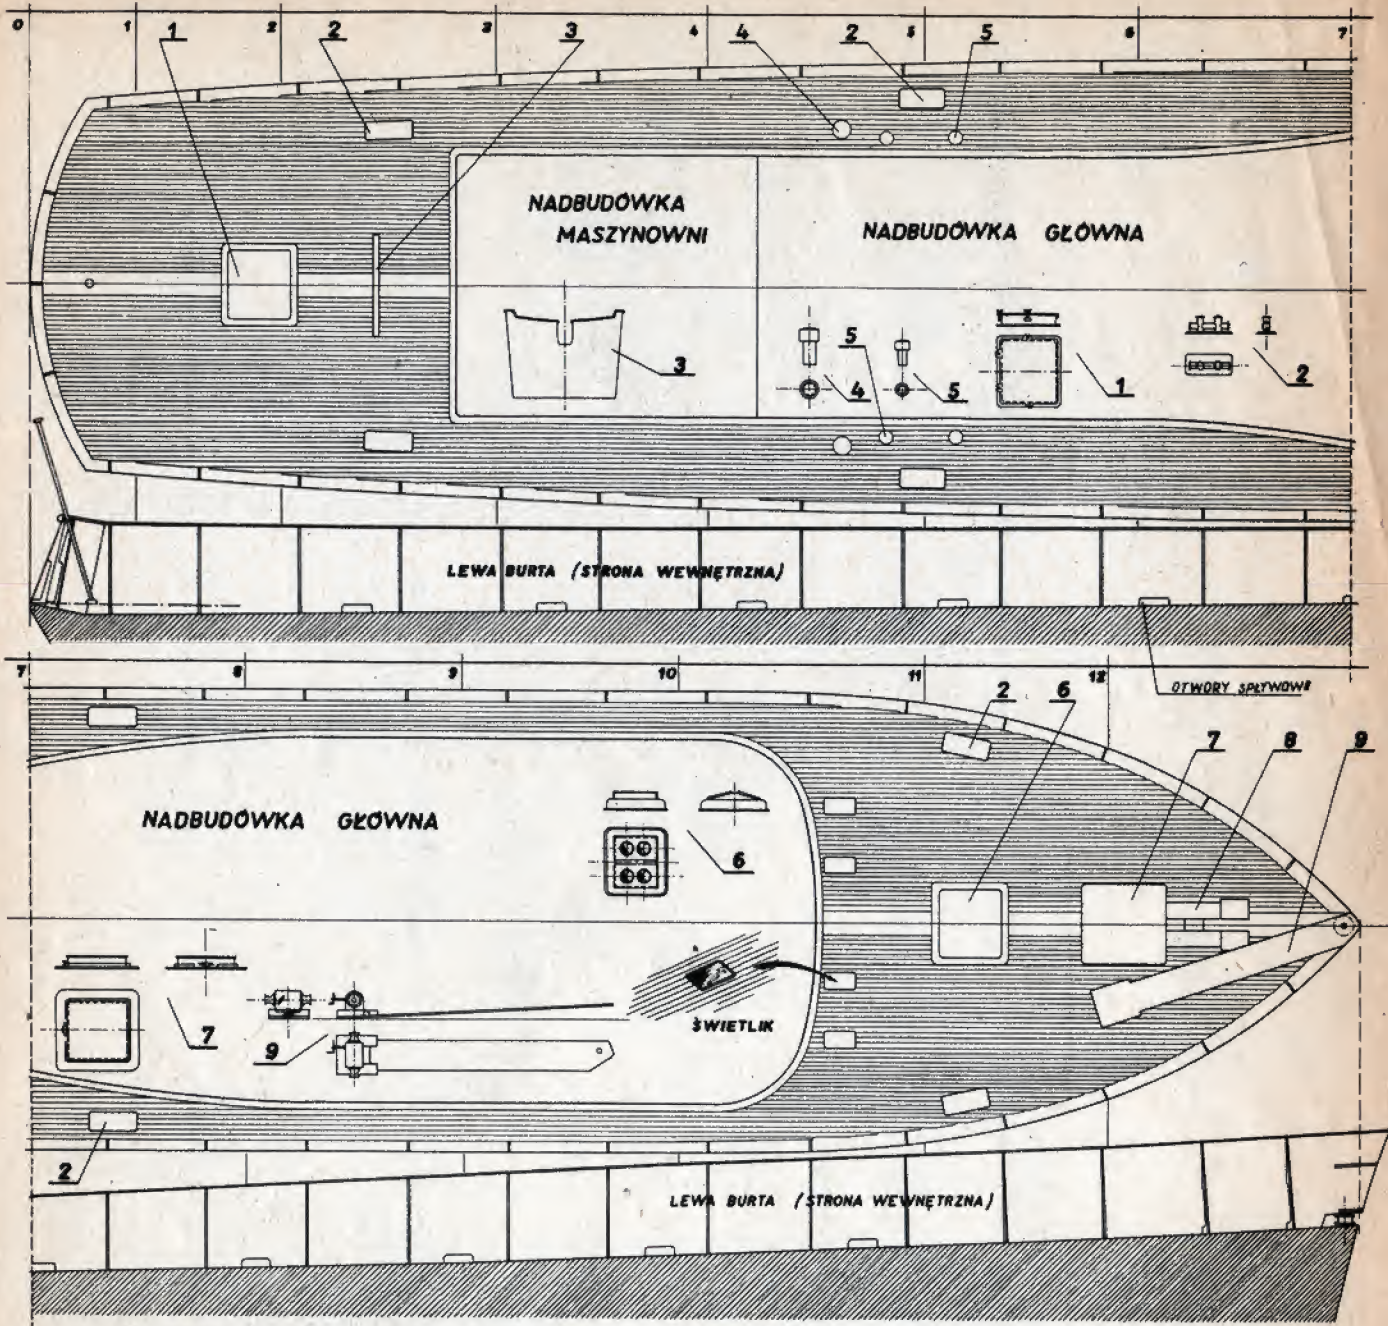 0 1 2 3 4 5 6 7
1 2 3 4 2 5
NADBUDÓWKA
MASZYNOWNI
NADBUDÓWKA GŁÓWNA
3 5 4 5 1 2
LEWA BURTA (STRONA WEWNĘTRZNA)
7 8 9 10 11 12
OTWORY SPŁYWOWE
2 6 7 8 9
NADBUDÓWKA GŁÓWNA
6
7 9
ŚWIETLIK
2
LEWA BURTA (STRONA WEWNĘTRZNA)